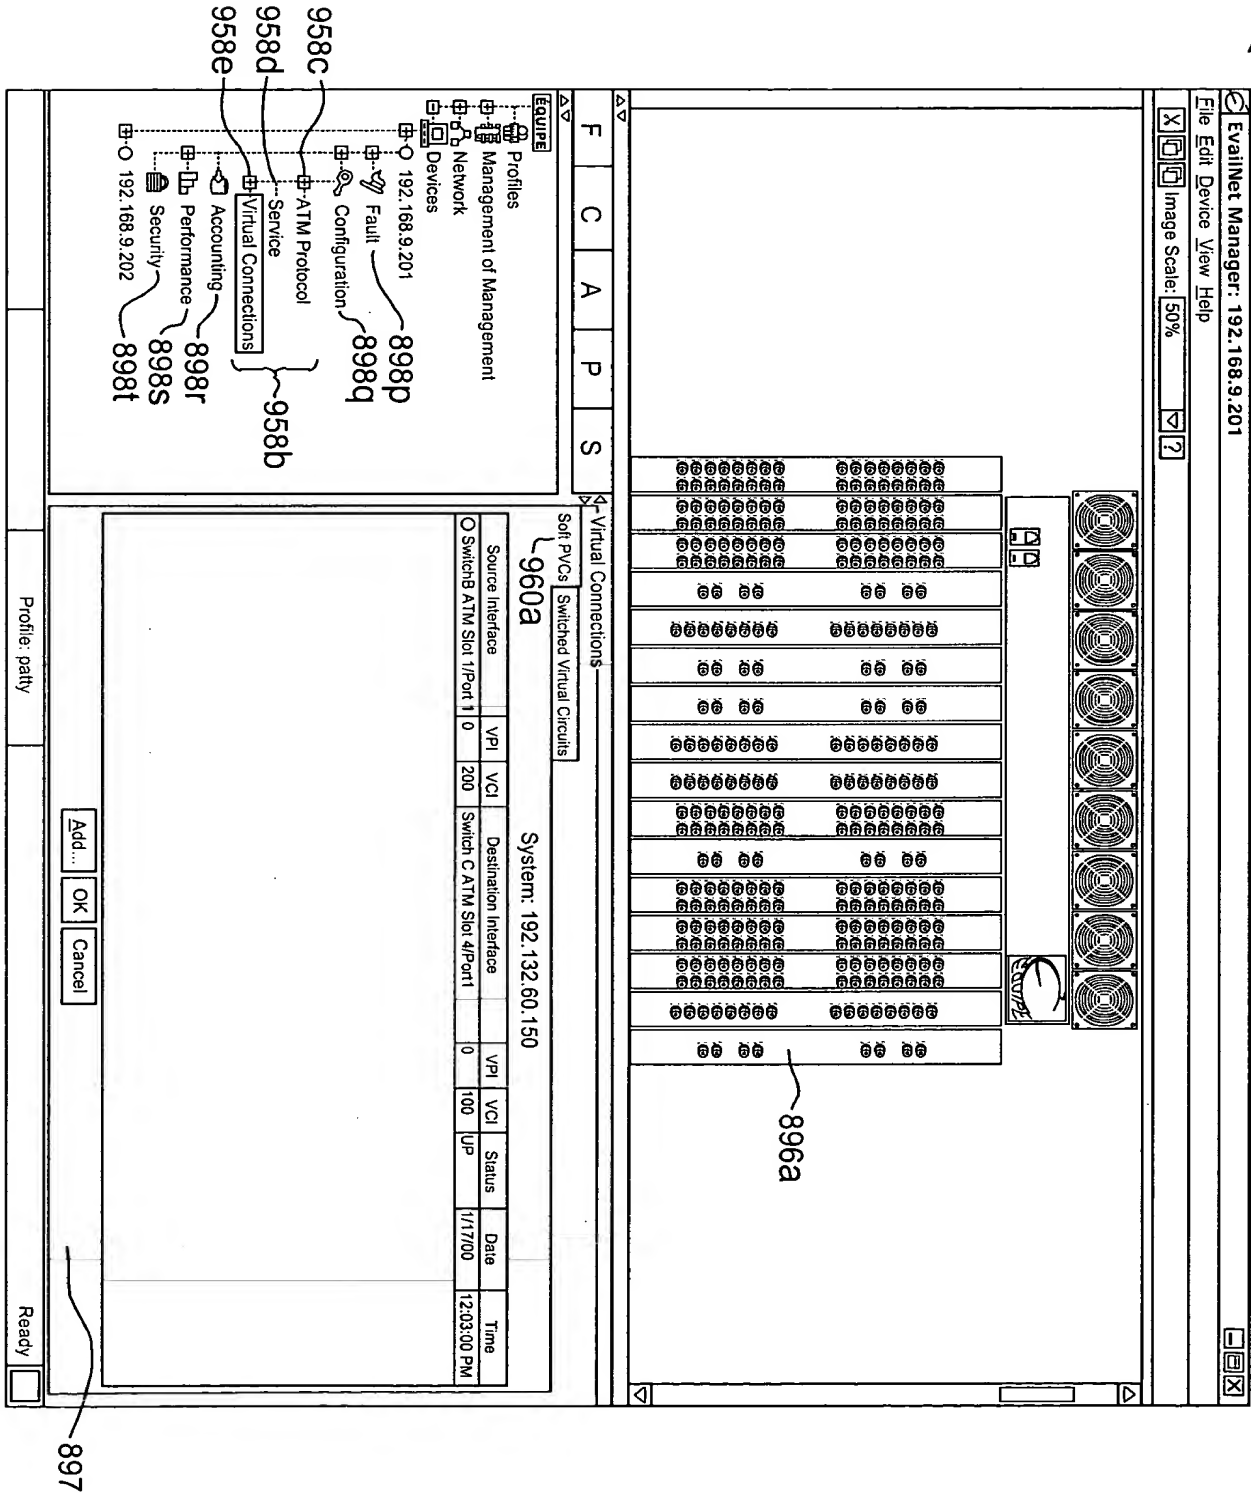 EvailNet Manager: 192.168.9.201
File Edit Device View Help
X Image Scale: 50% ?
EQUIPE
896a
F C A P S
EQUIPE
Profiles
Management of Management
Network
Devices
192.168.9.201
Fault
Configuration
ATM Protocol
Service
Virtual Connections
Accounting
Performance
Security
192.168.9.202
898p
898q
958b
898r
898s
898t
958c
958d
958e
Virtual Connections
Soft PVCs Switched Virtual Circuits
960a
System: 192.132.60.150
Source Interface VPI VCI Destination Interface VPI VCI Status Date Time
SwitchB ATM Slot 1/Port 1 0 200 Switch C ATM Slot 4/Port1 0 100 UP 1/17/00 12:03:00 PM
Add... OK Cancel
897
Profile: patty
Ready